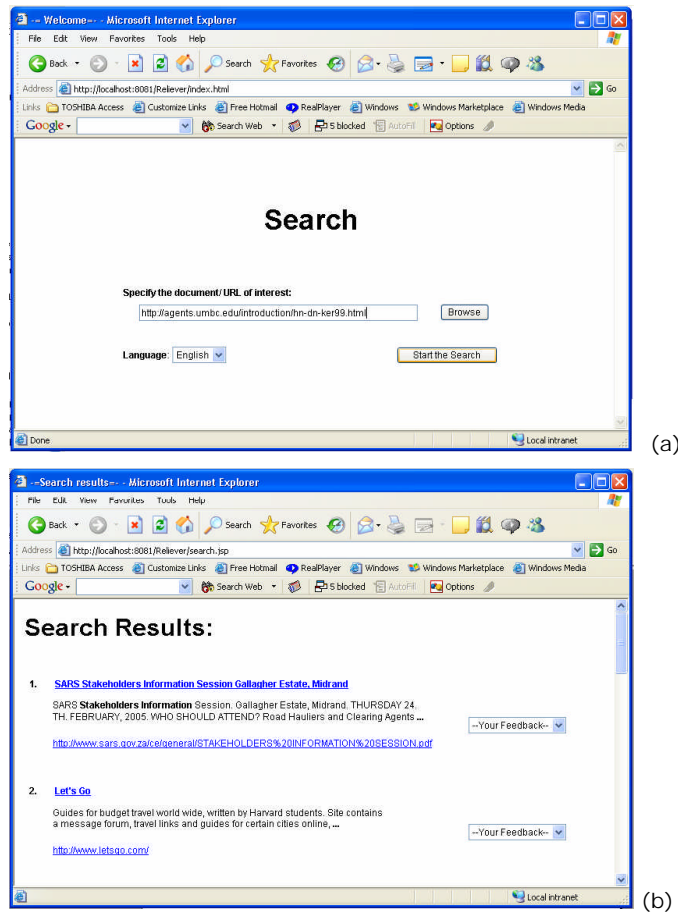 -= Welcome=- - Microsoft Internet Explorer
File Edit View Favorites Tools Help
Back Search Favorites
Address http://localhost:8081/Reliever/index.html Go
Links TOSHIBA Access Customize Links Free Hotmail RealPlayer Windows Windows Marketplace Windows Media
Google Search Web 5 blocked AutoFill Options
Search
Specify the document/ URL of interest:
http://agents.umbc.edu/introduction/hn-dn-ker99.html Browse
Language: English Start the Search
Done Local intranet
(a)
-=Search results=- - Microsoft Internet Explorer
File Edit View Favorites Tools Help
Back Search Favorites
Address http://localhost:8081/Reliever/search.jsp Go
Links TOSHIBA Access Customize Links Free Hotmail RealPlayer Windows Windows Marketplace Windows Media
Google Search Web 5 blocked AutoFill Options
Search Results:
1. SARS Stakeholders Information Session Gallagher Estate, Midrand
SARS Stakeholders Information Session. Gallagher Estate, Midrand. THURSDAY 24.
TH. FEBRUARY, 2005. WHO SHOULD ATTEND? Road Hauliers and Clearing Agents ...
--Your Feedback--
http://www.sars.gov.za/ce/general/STAKEHOLDERS%20INFORMATION%20SESSION.pdf
2. Let's Go
Guides for budget travel world wide, written by Harvard students. Site contains
a message forum, travel links and guides for certain cities online, ...
--Your Feedback--
http://www.letsgo.com/
Local intranet
(b)